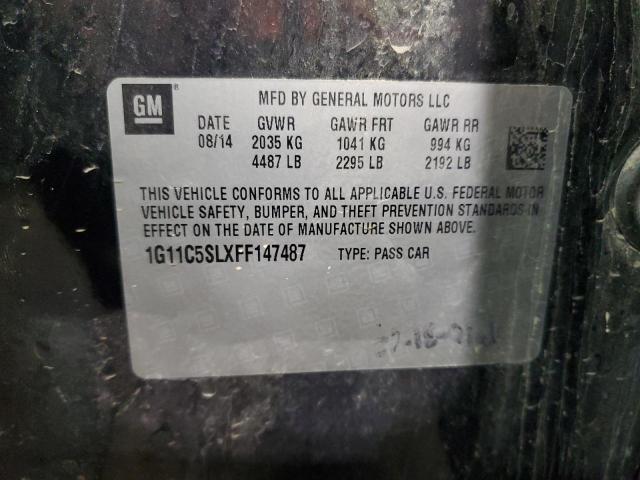 GM ®
MFD BY GENERAL MOTORS LLC
DATE GVWR GAWR FRT GAWR RR
08/14 2035 KG 1041 KG 994 KG
4487 LB 2295 LB 2192 LB
THIS VEHICLE CONFORMS TO ALL APPLICABLE U.S. FEDERAL MOTOR
VEHICLE SAFETY, BUMPER, AND THEFT PREVENTION STANDARDS IN
EFFECT ON THE DATE OF MANUFACTURE SHOWN ABOVE.
1G11C5SLXFF147487 TYPE: PASS CAR